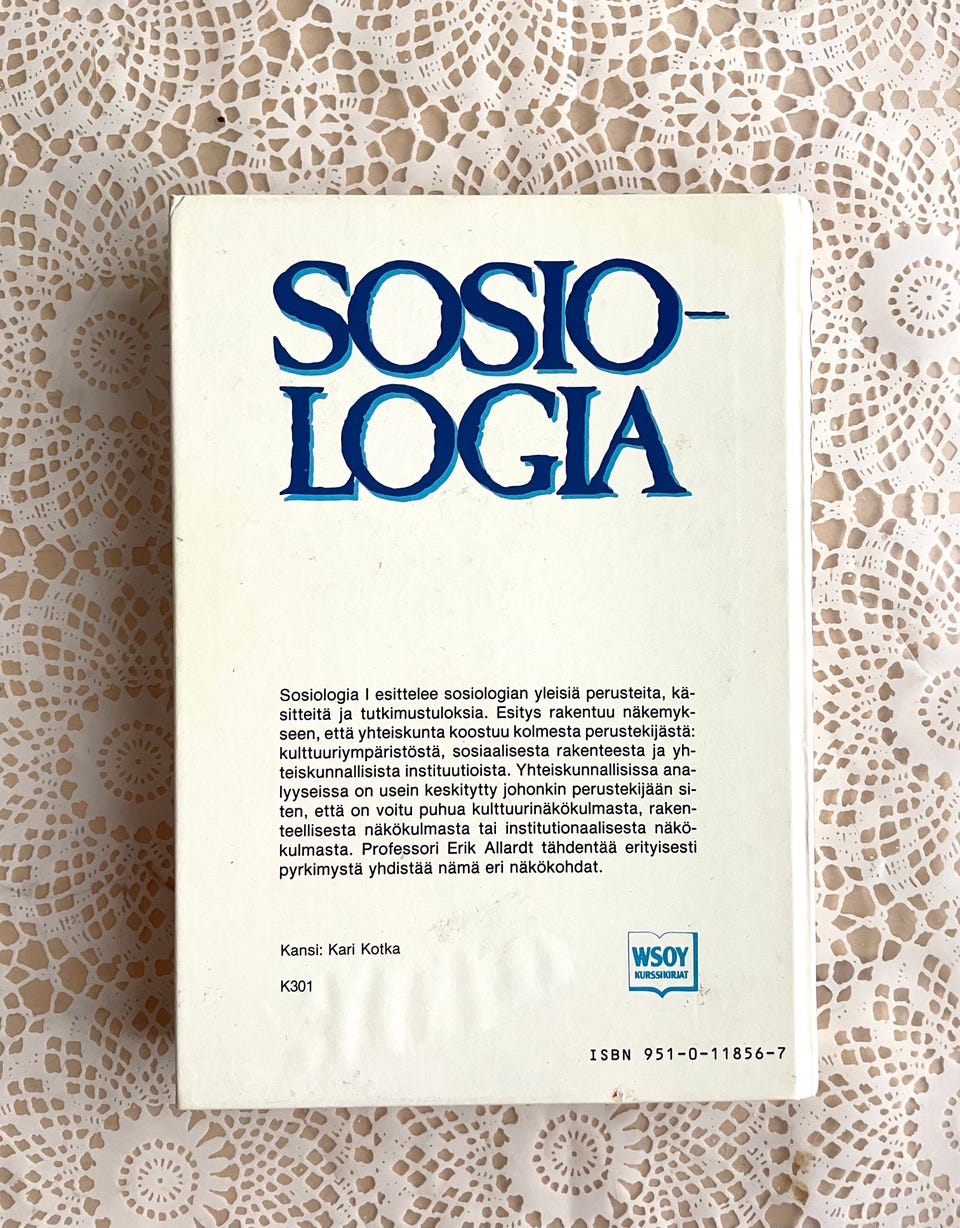 SOSIO-
LOGIA
Sosiologia I esittelee sosiologian yleisiä perusteita, kä-
sitteitä ja tutkimustuloksia. Esitys rakentuu näkemyk-
seen, että yhteiskunta koostuu kolmesta perustekijästä:
kulttuuriympäristöstä, sosiaalisesta rakenteesta ja yh-
teiskunnallisista instituutioista. Yhteiskunnallisissa ana-
lyyseissa on usein keskitytty johonkin perustekijään si-
ten, että on voitu puhua kulttuurinäkökulmasta, raken-
teellisesta näkökulmasta tai institutionaalisesta näkö-
kulmasta. Professori Erik Allardt tähdentää erityisesti
pyrkimystä yhdistää nämä eri näkökohdat.
Kansi: Kari Kotka
K301
WSOY
KURSSIKIRJAT
ISBN 951-0-11856-7